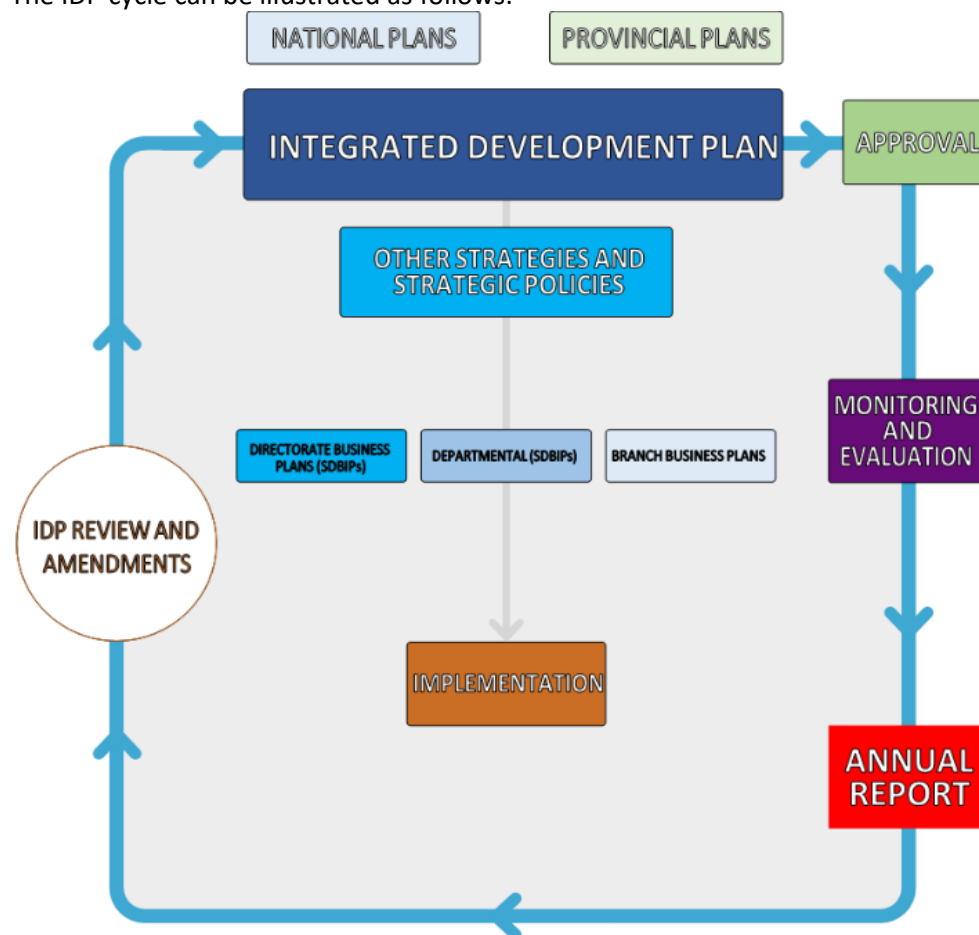 The IDP cycle can be illustrated as follows:
NATIONAL PLANS
PROVINCIAL PLANS
INTEGRATED DEVELOPMENT PLAN
APPROVAL
OTHER STRATEGIES AND
STRATEGIC POLICIES
MONITORING
AND
EVALUATION
DIRECTORATE BUSINESS
PLANS (SDBIPs)
DEPARTMENTAL (SDBIPs)
BRANCH BUSINESS PLANS
IDP REVIEW AND
AMENDMENTS
IMPLEMENTATION
ANNUAL
REPORT